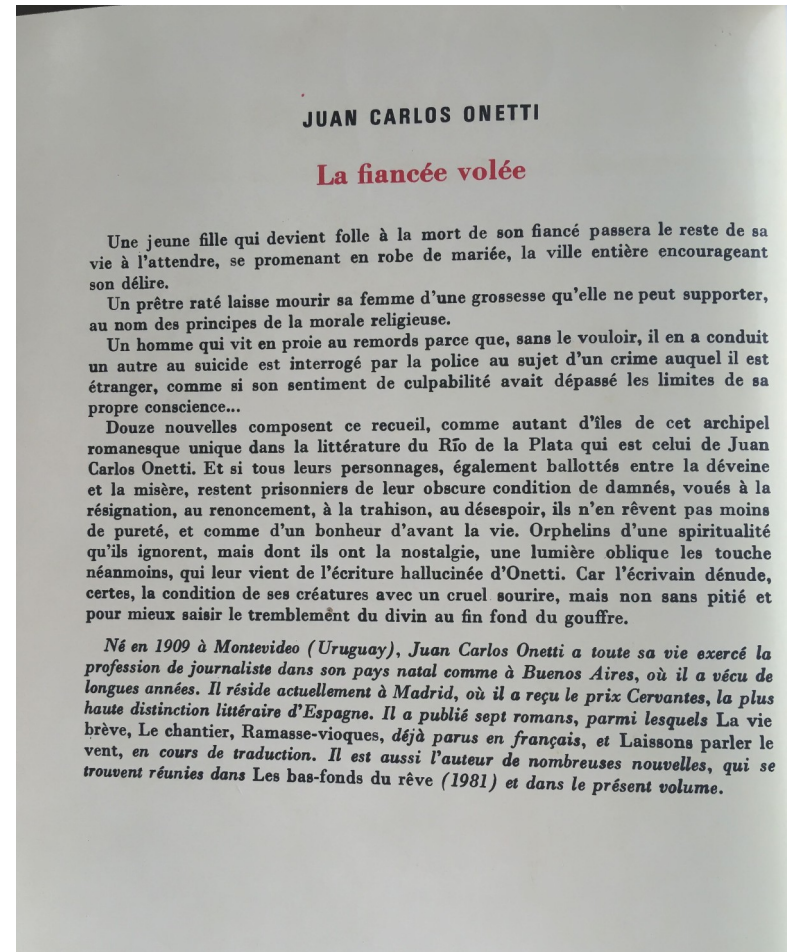 JUAN CARLOS ONETTI
La fiancée volée
Une jeune fille qui devient folle à la mort de son fiancé passera le reste de sa
vie à l'attendre, se promenant en robe de mariée, la ville entière encourageant
son délire.
Un prêtre raté laisse mourir sa femme d'une grossesse qu'elle ne peut supporter,
au nom des principes de la morale religieuse.
Un homme qui vit en proie au remords parce que, sans le vouloir, il en a conduit
un autre au suicide est interrogé par la police au sujet d'un crime auquel il est
étranger, comme si son sentiment de culpabilité avait dépassé les limites de sa
propre conscience...
Douze nouvelles composent ce recueil, comme autant d'îles de cet archipel
romanesque unique dans la littérature du Río de la Plata qui est celui de Juan
Carlos Onetti. Et si tous leurs personnages, également ballottés entre la déveine
et la misère, restent prisonniers de leur obscure condition de damnés, voués à la
résignation, au renoncement, à la trahison, au désespoir, ils n'en rêvent pas moins
de pureté, et comme d'un bonheur d'avant la vie. Orphelins d'une spiritualité
qu'ils ignorent, mais dont ils ont la nostalgie, une lumière oblique les touche
néanmoins, qui leur vient de l'écriture hallucinée d'Onetti. Car l'écrivain dénude,
certes, la condition de ses créatures avec un cruel sourire, mais non sans pitié et
pour mieux saisir le tremblement du divin au fin fond du gouffre.
Né en 1909 à Montevideo (Uruguay), Juan Carlos Onetti a toute sa vie exercé la
profession de journaliste dans son pays natal comme à Buenos Aires, où il a vécu de
longues années. Il réside actuellement à Madrid, où il a reçu le prix Cervantes, la plus
haute distinction littéraire d'Espagne. Il a publié sept romans, parmi lesquels La vie
brève, Le chantier, Ramasse-vioques, déjà parus en français, et Laissons parler le
vent, en cours de traduction. Il est aussi l'auteur de nombreuses nouvelles, qui se
trouvent réunies dans Les bas-fonds du rêve (1981) et dans le présent volume.